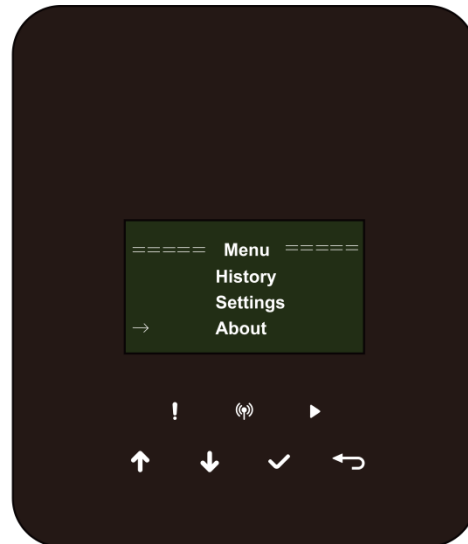 ===== Menu =====
History
Settings
→ About
!